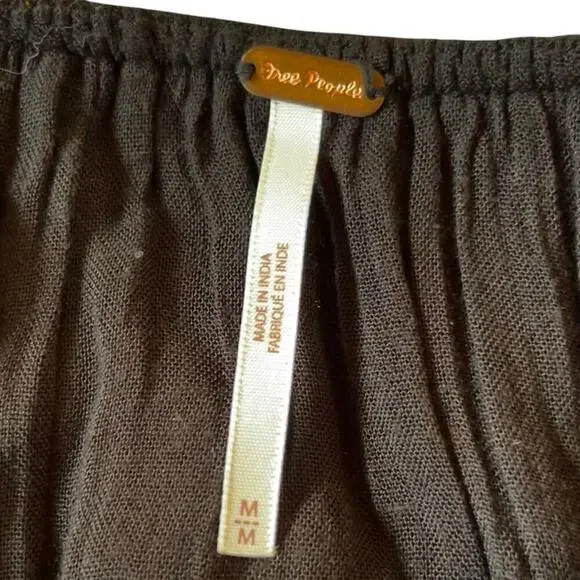 Free People
MADE IN INDIA
FABRIQUÉ EN INDE
M
M